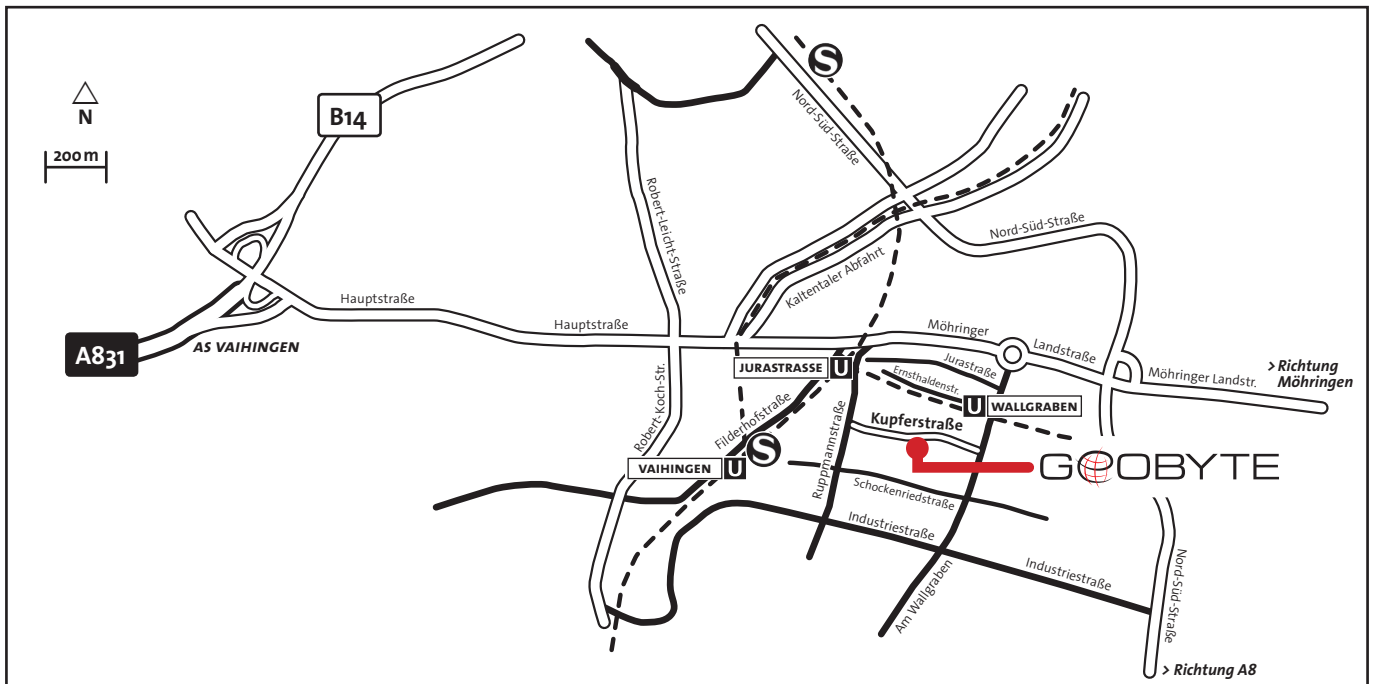 S
N
B14
200 m
Nord-Süd-Straße
Robert-Leicht-Straße
Nord-Süd-Straße
Kaltentaler Abfahrt
Hauptstraße
Hauptstraße
Möhringer
Landstraße
A831
AS VAIHINGEN
JURASTRASSE U
Jurastraße
> Richtung
Möhringen
Möhringer Landstr.
Ernsthaldenstr.
U WALLGRABEN
Robert-Koch-Str.
Filderhofstraße
Ruppmannstraße
Kupferstraße
S
VAIHINGEN U
GEOBYTE
Schockenriedstraße
Industriestraße
Industriestraße
Am Wallgraben
Nord-Süd-Straße
> Richtung A8